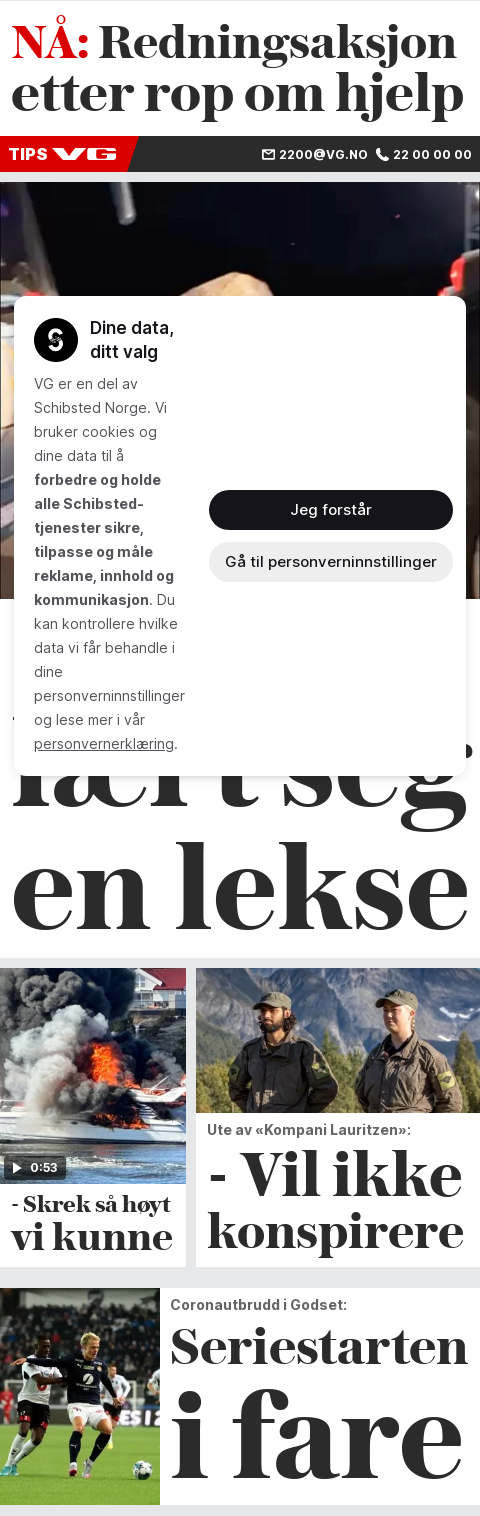 NÅ: Redningsaksjon
etter rop om hjelp
TIPS VG
2200@VG.NO 22 00 00 00
Dine data,
ditt valg
VG er en del av
Schibsted Norge. Vi
bruker cookies og
dine data til å
forbedre og holde
alle Schibsted-
tjenester sikre,
tilpasse og måle
reklame, innhold og
kommunikasjon. Du
kan kontrollere hvilke
data vi får behandle i
dine
personverninnstillinger
og lese mer i vår
personvernerklæring.
Jeg forstår
Gå til personverninnstillinger
lært seg
en lekse
0:53
- Skrek så høyt
vi kunne
Ute av «Kompani Lauritzen»:
- Vil ikke
konspirere
Coronautbrudd i Godset:
Seriestarten
i fare